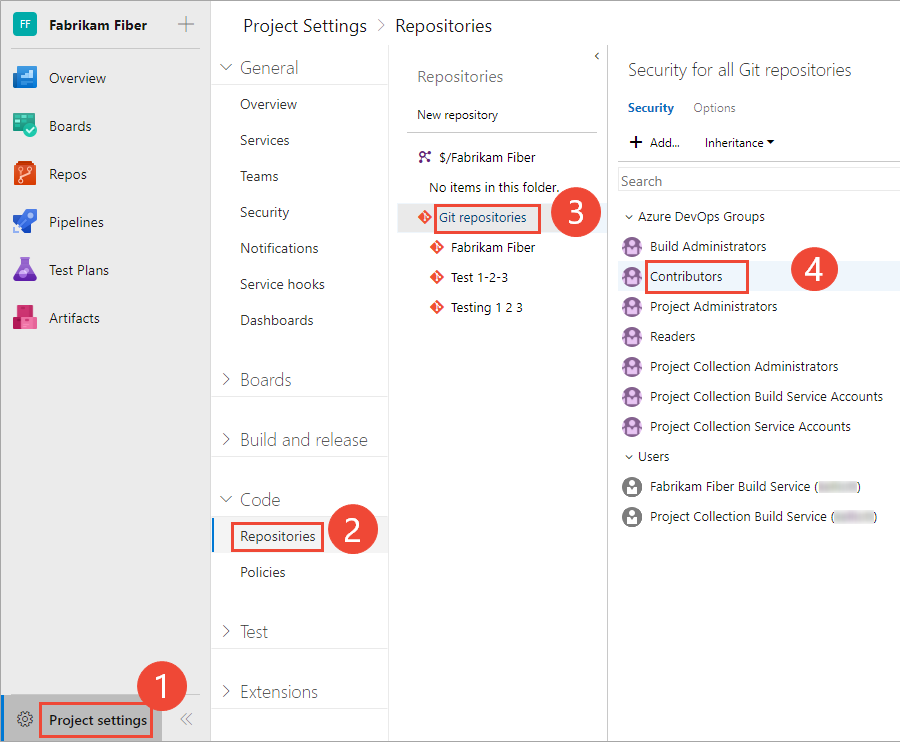 FF Fabrikam Fiber
Overview
Boards
Repos
Pipelines
Test Plans
Artifacts
1
Project settings
Project Settings > Repositories
General
Overview
Services
Teams
Security
Notifications
Service hooks
Dashboards
Boards
Build and release
Code
Repositories
2
Policies
Test
Extensions
Repositories
New repository
$/Fabrikam Fiber
No items in this folder.
Git repositories
3
Fabrikam Fiber
Test 1-2-3
Testing 1 2 3
Security for all Git repositories
Security Options
Add... Inheritance
Search
Azure DevOps Groups
Build Administrators
Contributors
4
Project Administrators
Readers
Project Collection Administrators
Project Collection Build Service Accounts
Project Collection Service Accounts
Users
Fabrikam Fiber Build Service ( )
Project Collection Build Service ( )